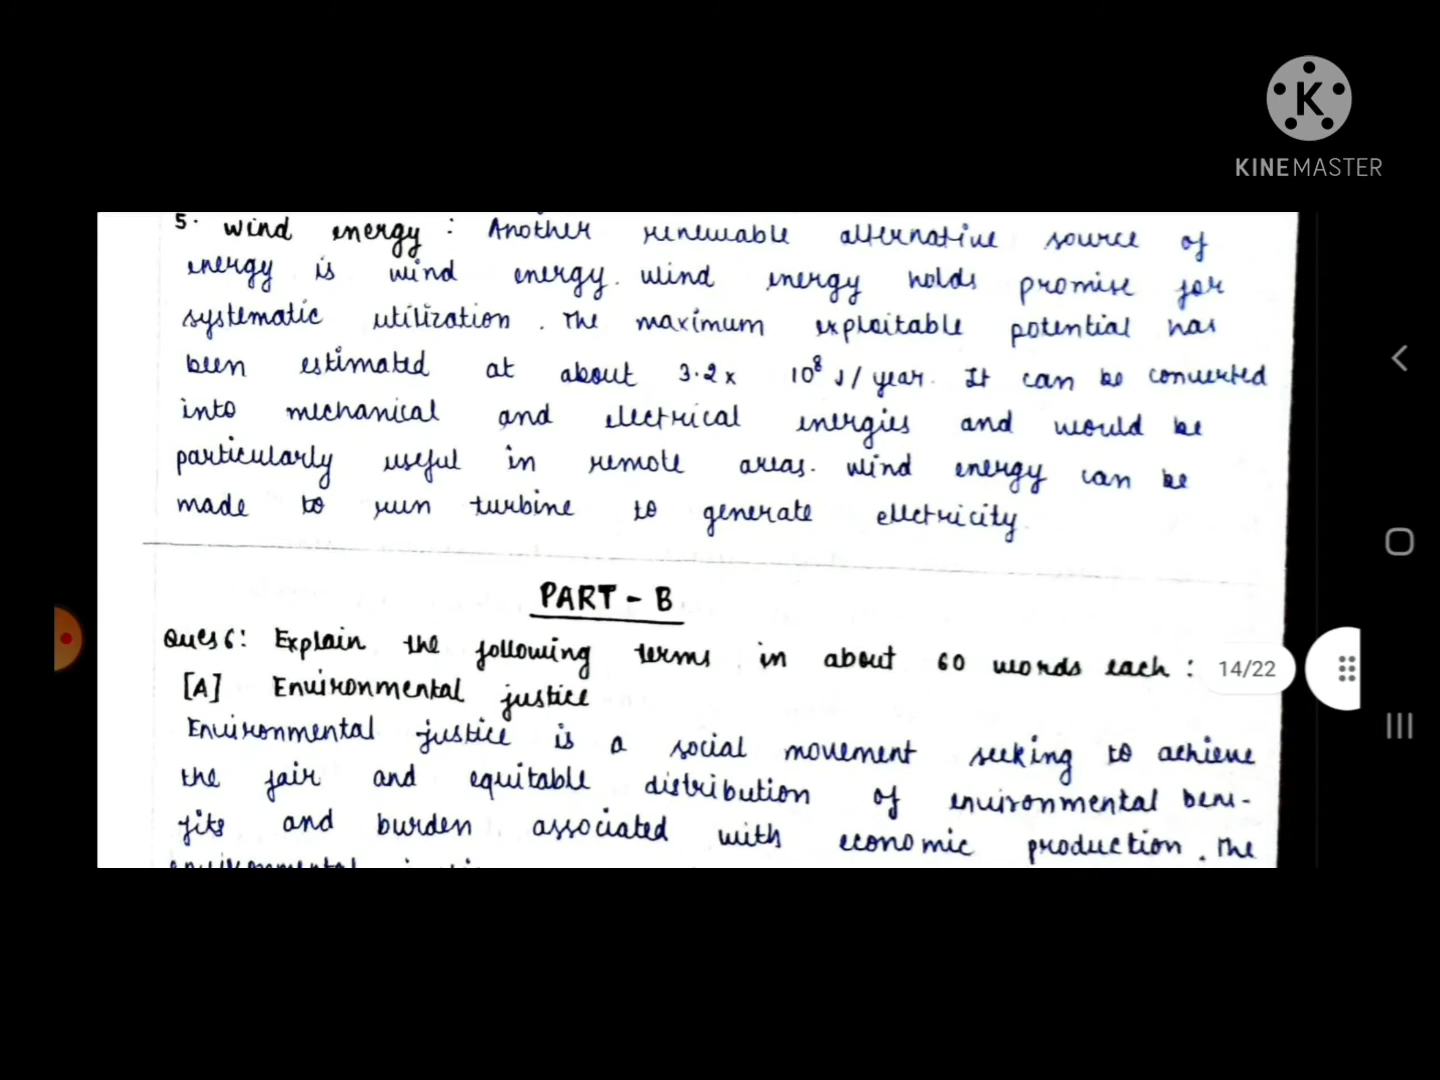 K
KINEMASTER
5. Wind energy : Another renewable alternative source of
energy is wind energy. Wind energy holds promise for
systematic utilization. The maximum exploitable potential has
been estimated at about 3.2 x 10⁸ J/year. It can be converted
into mechanical and electrical energies and would be
particularly useful in remote areas. Wind energy can be
made to run turbine to generate electricity
PART - B
Ques 6: Explain the following terms in about 60 words each :
[A] Environmental justice
Environmental justice is a social movement seeking to achieve
the fair and equitable distribution of environmental bene-
fits and burden associated with economic production. The
14/22